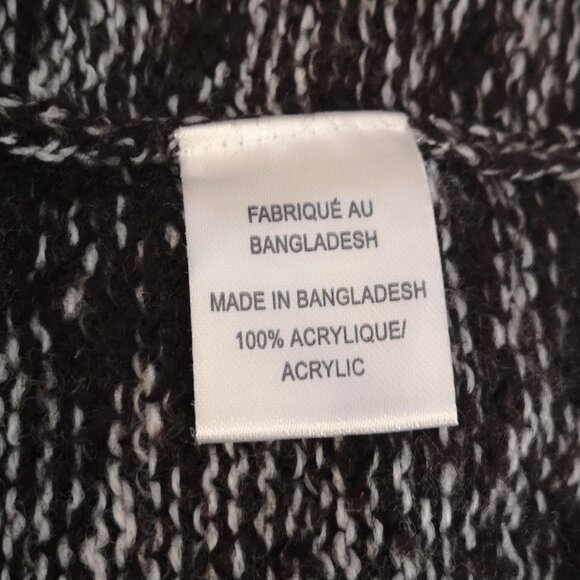 FABRIQUÉ AU
BANGLADESH
MADE IN BANGLADESH
100% ACRYLIQUE/
ACRYLIC